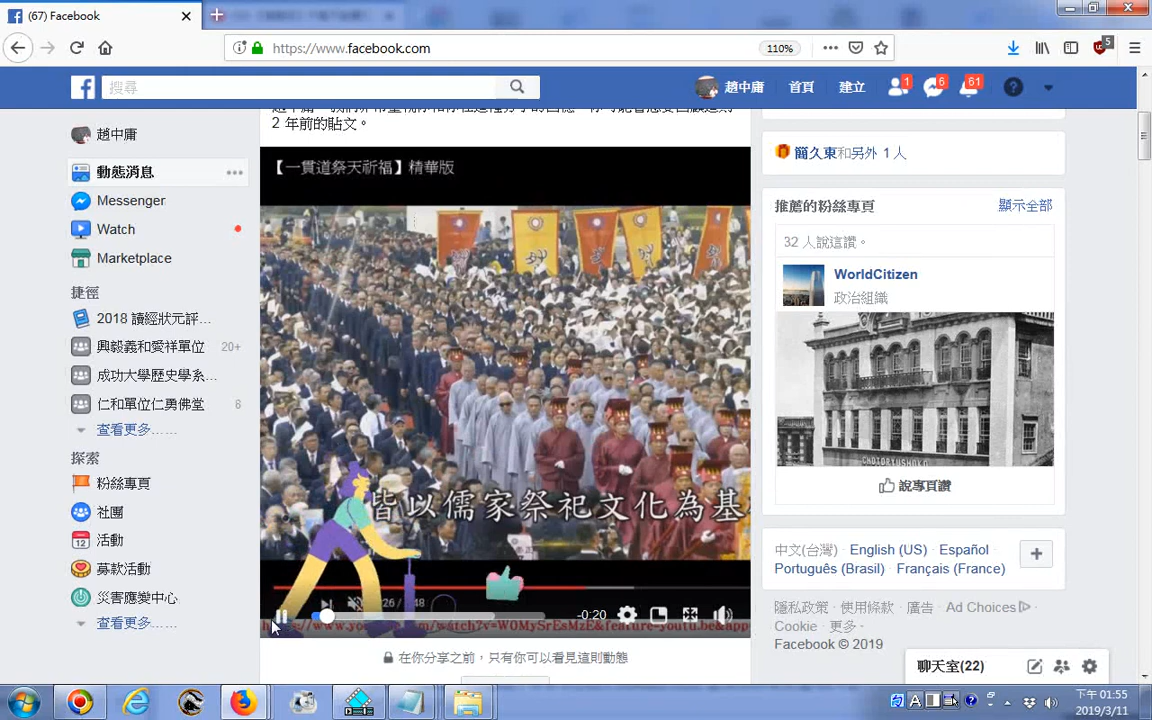 (67) Facebook
https://www.facebook.com
110%
5
搜尋
趙中庸
首頁
建立
1
6
61
趙中庸
動態消息
Messenger
Watch
Marketplace
捷徑
2018 讀經狀元評...
興毅義和愛祥單位
20+
成功大學歷史學系...
仁和單位仁勇佛堂
6
查看更多......
探索
粉絲專頁
社團
活動
12
募款活動
災害應變中心
查看更多......
2 年前的貼文。
【一貫道祭天祈福】精華版
皆以儒家祭祀文化為基
-0:20
在你分享之前，只有你可以看見這則動態
簡久東和另外 1 人
推薦的粉絲專頁
顯示全部
32 人說這讚。
WorldCitizen
政治組織
說專頁讚
中文(台灣) English (US) Español
Português (Brasil) Français (France)
隱私政策 · 使用條款 · 廣告 · Ad Choices
Cookie · 更多
Facebook © 2019
聊天室(22)
下午 01:55
2019/3/11